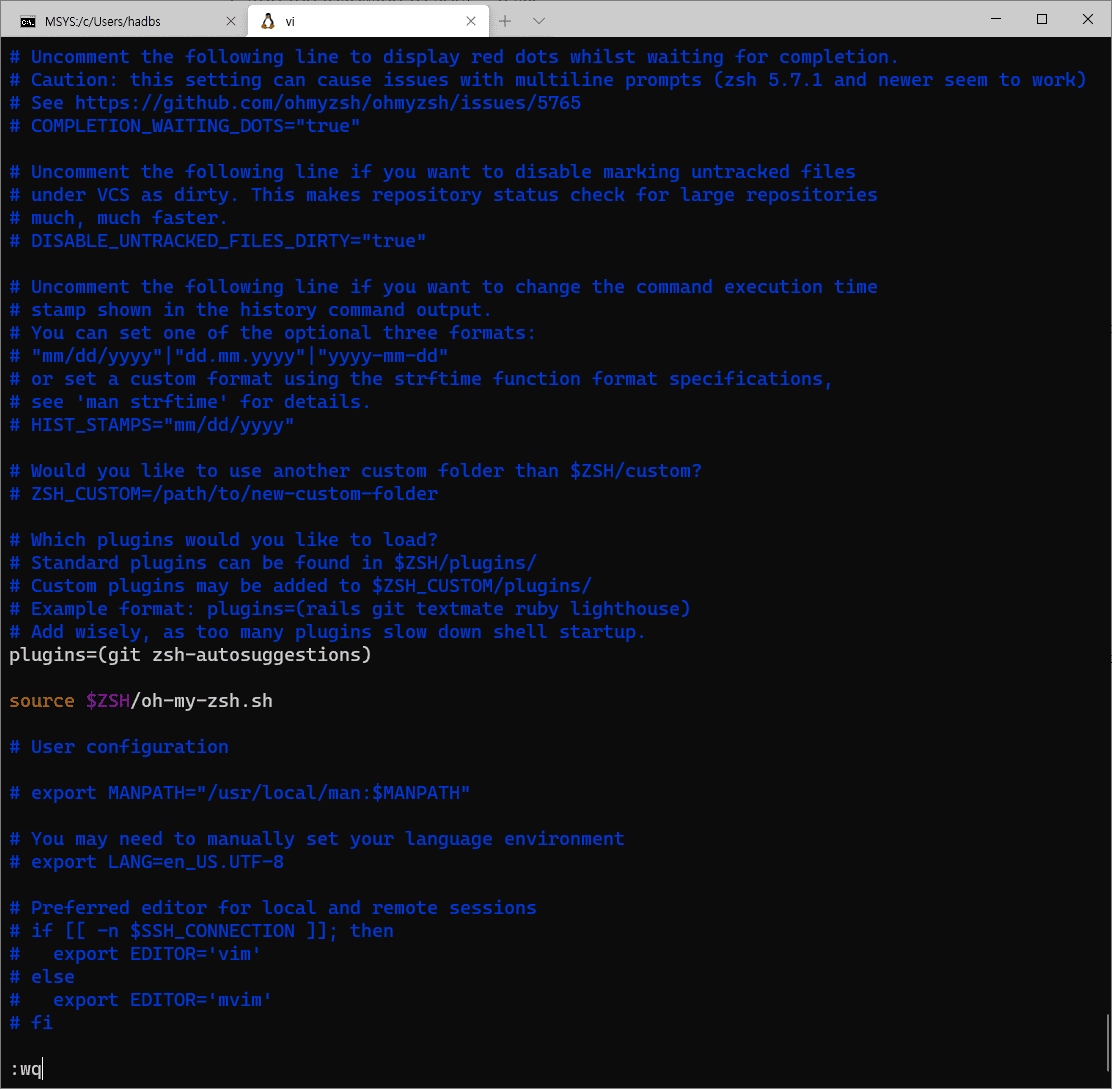 MSYS:/c/Users/hadbs
vi
# Uncomment the following line to display red dots whilst waiting for completion.
# Caution: this setting can cause issues with multiline prompts (zsh 5.7.1 and newer seem to work)
# See https://github.com/ohmyzsh/ohmyzsh/issues/5765
# COMPLETION_WAITING_DOTS="true"
# Uncomment the following line if you want to disable marking untracked files
# under VCS as dirty. This makes repository status check for large repositories
# much, much faster.
# DISABLE_UNTRACKED_FILES_DIRTY="true"
# Uncomment the following line if you want to change the command execution time
# stamp shown in the history command output.
# You can set one of the optional three formats:
# "mm/dd/yyyy"|"dd.mm.yyyy"|"yyyy-mm-dd"
# or set a custom format using the strftime function format specifications,
# see 'man strftime' for details.
# HIST_STAMPS="mm/dd/yyyy"
# Would you like to use another custom folder than $ZSH/custom?
# ZSH_CUSTOM=/path/to/new-custom-folder
# Which plugins would you like to load?
# Standard plugins can be found in $ZSH/plugins/
# Custom plugins may be added to $ZSH_CUSTOM/plugins/
# Example format: plugins=(rails git textmate ruby lighthouse)
# Add wisely, as too many plugins slow down shell startup.
plugins=(git zsh-autosuggestions)
source $ZSH/oh-my-zsh.sh
# User configuration
# export MANPATH="/usr/local/man:$MANPATH"
# You may need to manually set your language environment
# export LANG=en_US.UTF-8
# Preferred editor for local and remote sessions
# if [[ -n $SSH_CONNECTION ]]; then
#   export EDITOR='vim'
# else
#   export EDITOR='mvim'
# fi
:wq